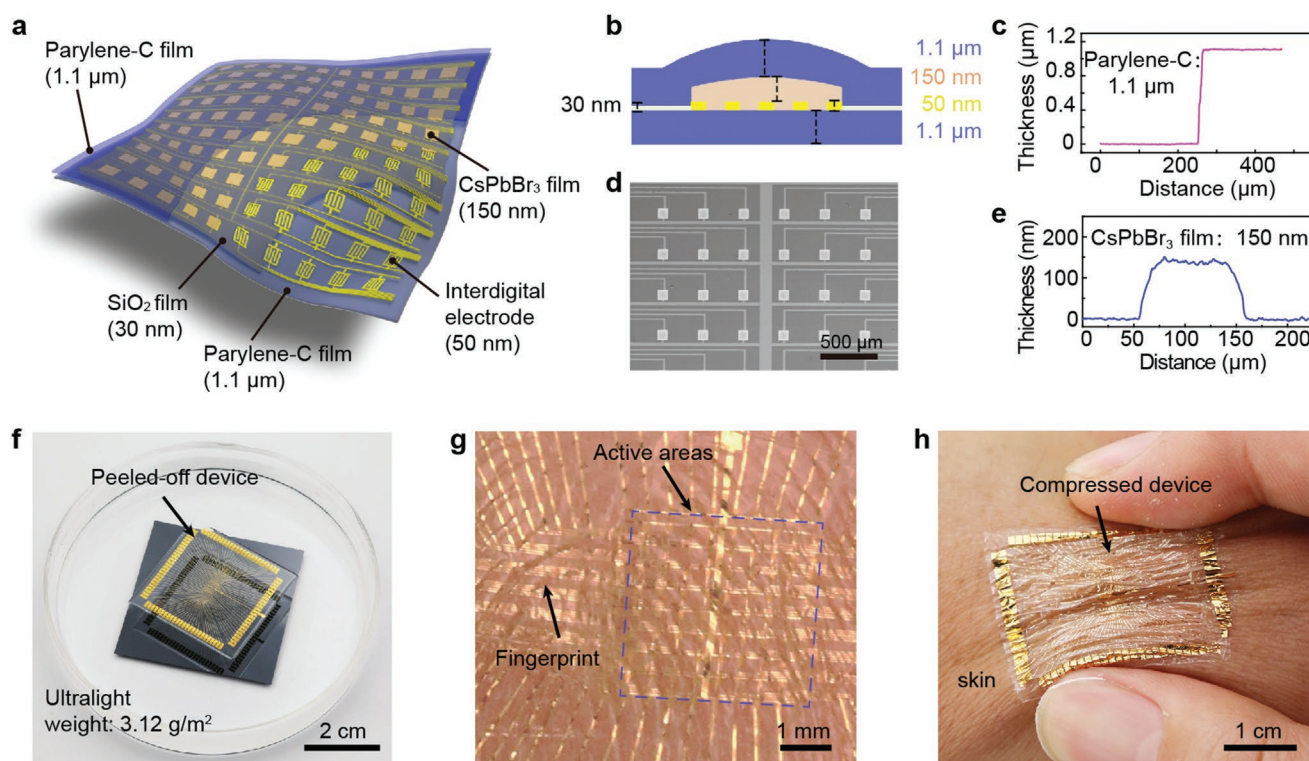 a
Parylene-C film
(1.1 µm)
CsPbBr₃ film
(150 nm)
SiO₂ film
(30 nm)
Interdigital
electrode
(50 nm)
Parylene-C film
(1.1 µm)
b
1.1 µm
150 nm
30 nm
50 nm
1.1 µm
c
Thickness (µm)
1.2
0.8
0.4
0
Parylene-C:
1.1 µm
0 200 400
Distance (µm)
d
500 µm
e
Thickness (nm)
200
100
0
CsPbBr₃ film: 150 nm
0 50 100 150 200
Distance (µm)
f
Peeled-off device
Ultralight
weight: 3.12 g/m²
2 cm
g
Active areas
Fingerprint
1 mm
h
Compressed device
skin
1 cm